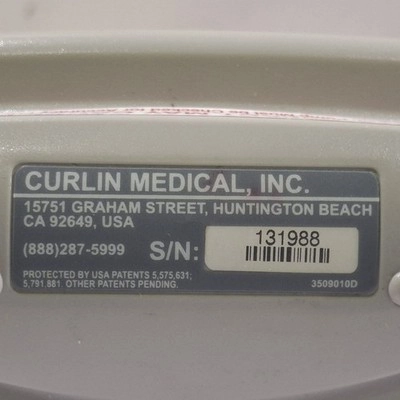 CURLIN MEDICAL, INC.
15751 GRAHAM STREET, HUNTINGTON BEACH
CA 92649, USA
(888)287-5999 S/N: 131988
PROTECTED BY USA PATENTS 5,575,631;
5,791,881 OTHER PATENTS PENDING.
3509010D